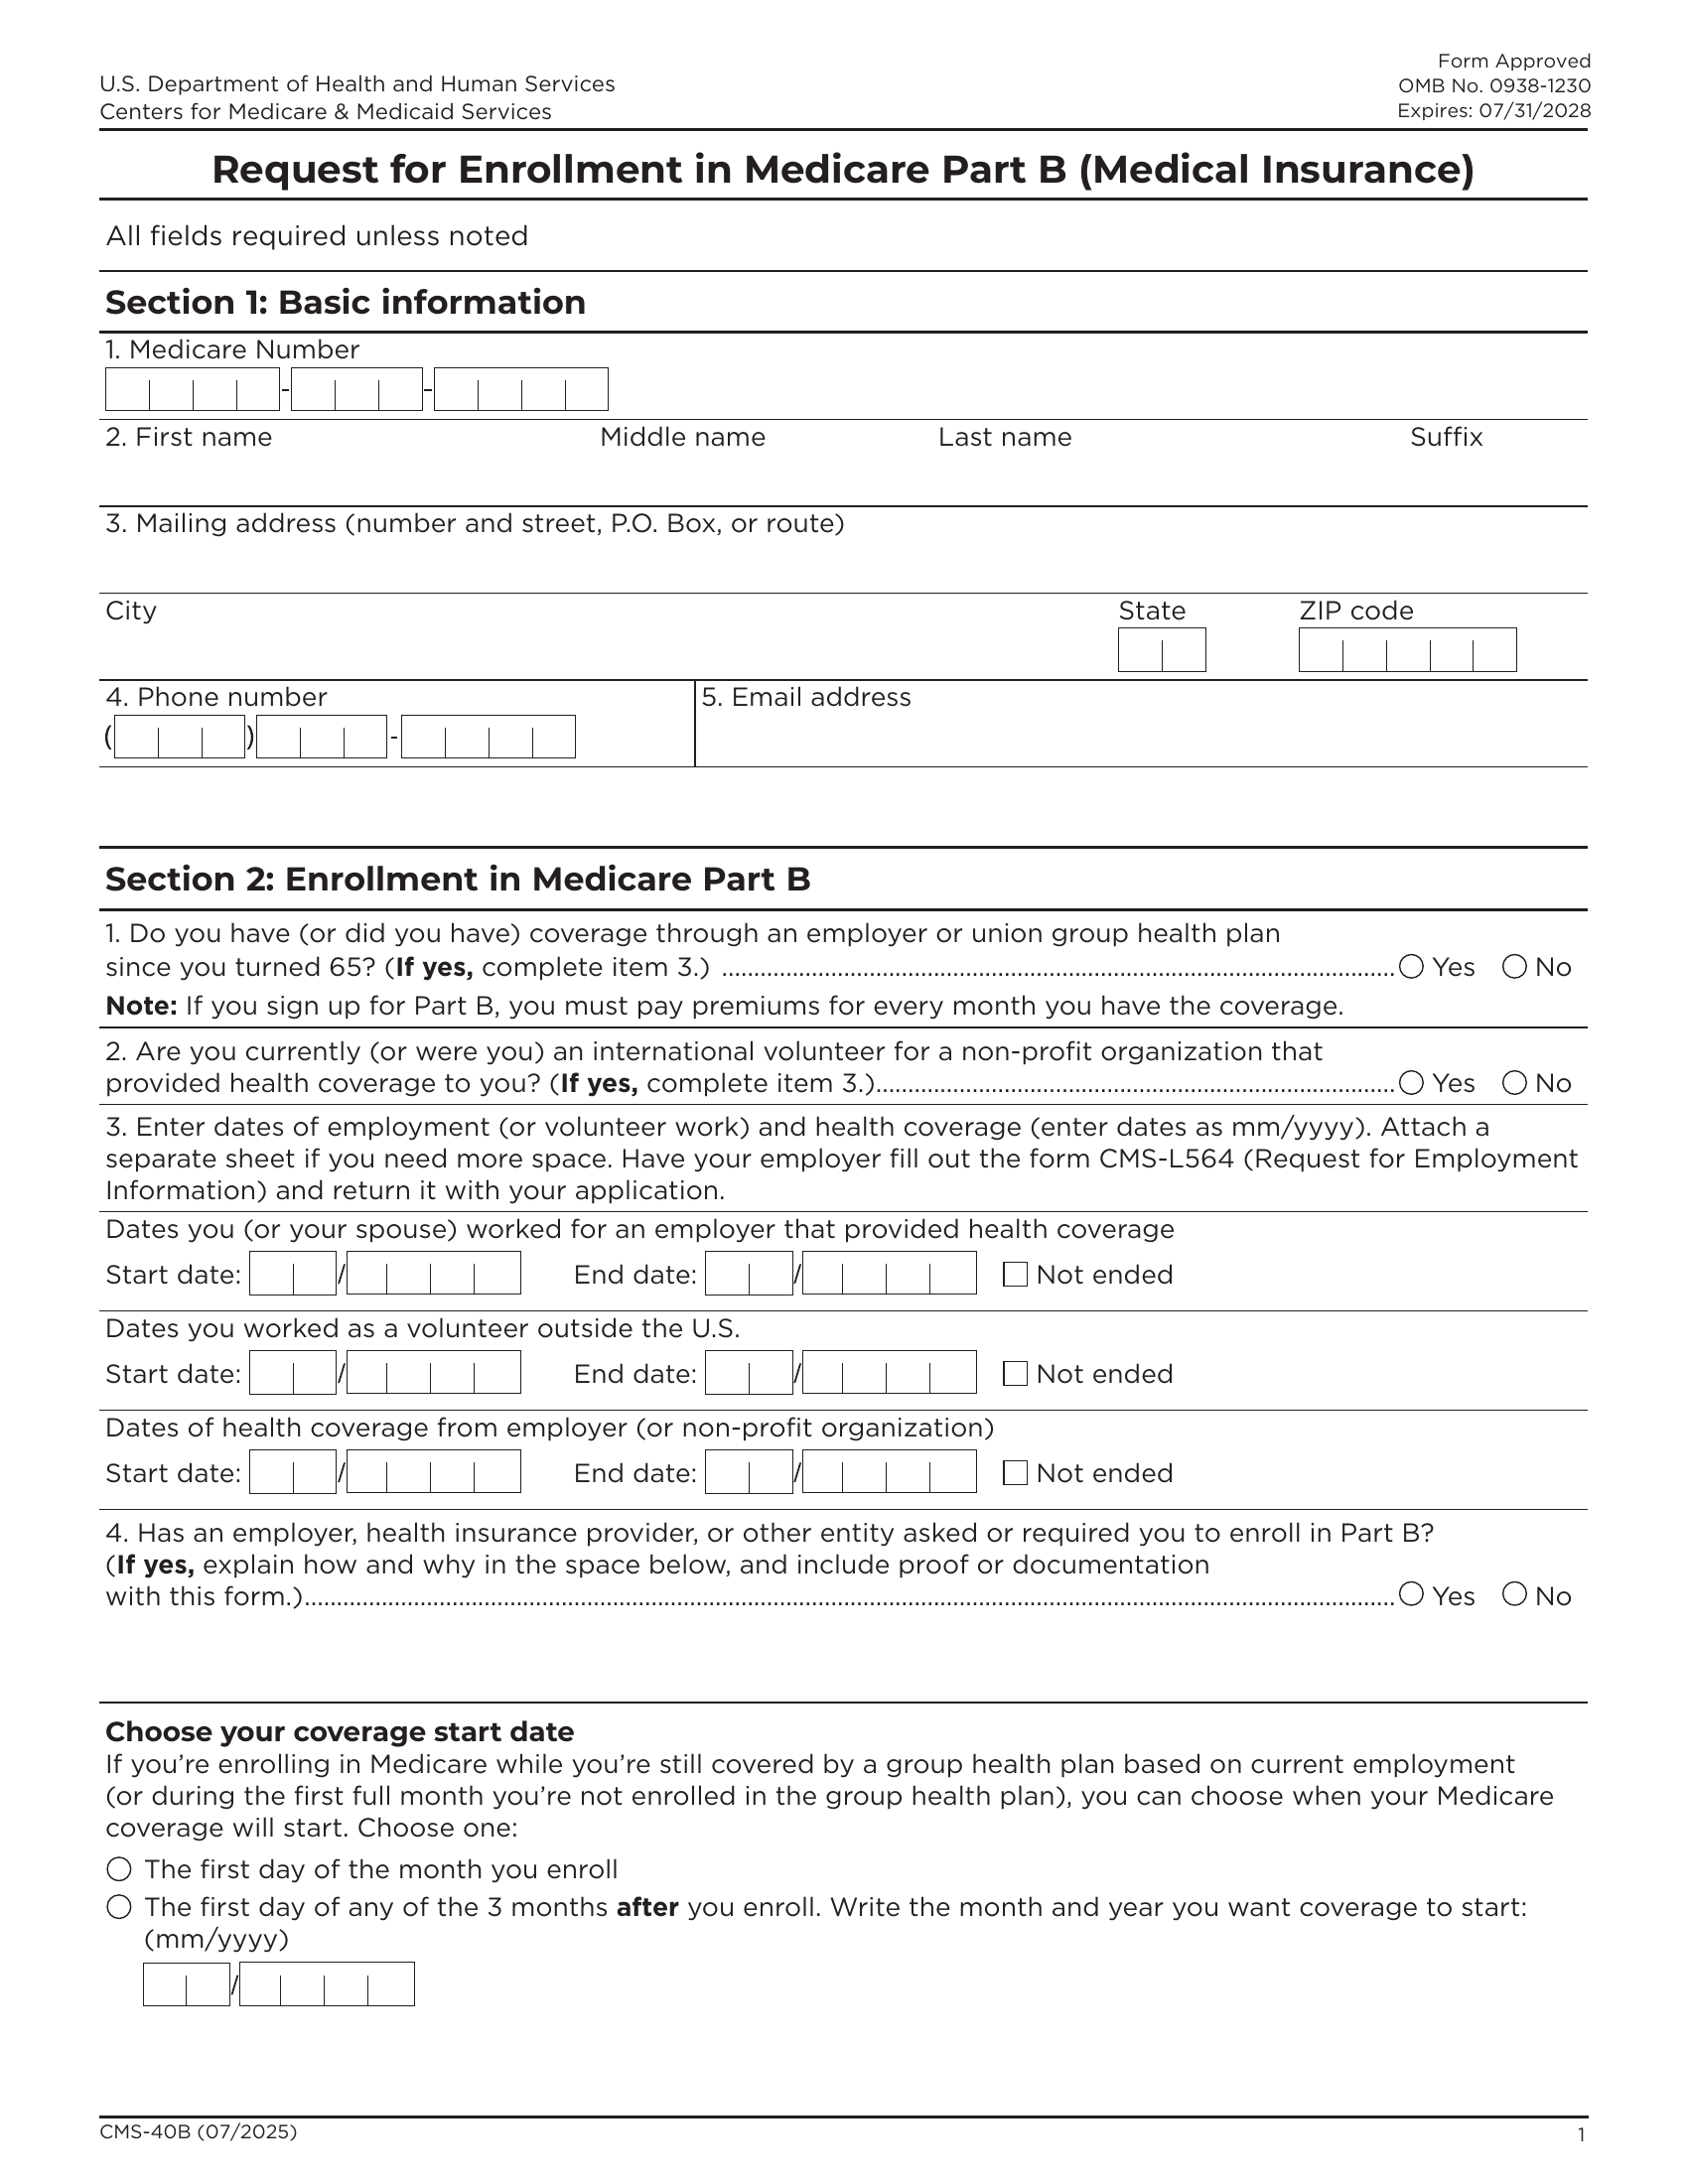 U.S. Department of Health and Human Services
Centers for Medicare & Medicaid Services
Form Approved
OMB No. 0938-1230
Expires: 07/31/2028
Request for Enrollment in Medicare Part B (Medical Insurance)
All fields required unless noted
Section 1: Basic information
1. Medicare Number
- -
2. First name Middle name Last name Suffix
3. Mailing address (number and street, P.O. Box, or route)
City State ZIP code
4. Phone number 5. Email address
( ) -
Section 2: Enrollment in Medicare Part B
1. Do you have (or did you have) coverage through an employer or union group health plan
since you turned 65? (If yes, complete item 3.) ........ Yes No
Note: If you sign up for Part B, you must pay premiums for every month you have the coverage.
2. Are you currently (or were you) an international volunteer for a non-profit organization that
provided health coverage to you? (If yes, complete item 3.)........ Yes No
3. Enter dates of employment (or volunteer work) and health coverage (enter dates as mm/yyyy). Attach a
separate sheet if you need more space. Have your employer fill out the form CMS-L564 (Request for Employment
Information) and return it with your application.
Dates you (or your spouse) worked for an employer that provided health coverage
Start date: / End date: / Not ended
Dates you worked as a volunteer outside the U.S.
Start date: / End date: / Not ended
Dates of health coverage from employer (or non-profit organization)
Start date: / End date: / Not ended
4. Has an employer, health insurance provider, or other entity asked or required you to enroll in Part B?
(If yes, explain how and why in the space below, and include proof or documentation
with this form.)........ Yes No
Choose your coverage start date
If you’re enrolling in Medicare while you’re still covered by a group health plan based on current employment
(or during the first full month you’re not enrolled in the group health plan), you can choose when your Medicare
coverage will start. Choose one:
The first day of the month you enroll
The first day of any of the 3 months after you enroll. Write the month and year you want coverage to start:
(mm/yyyy)
/
CMS-40B (07/2025) 1